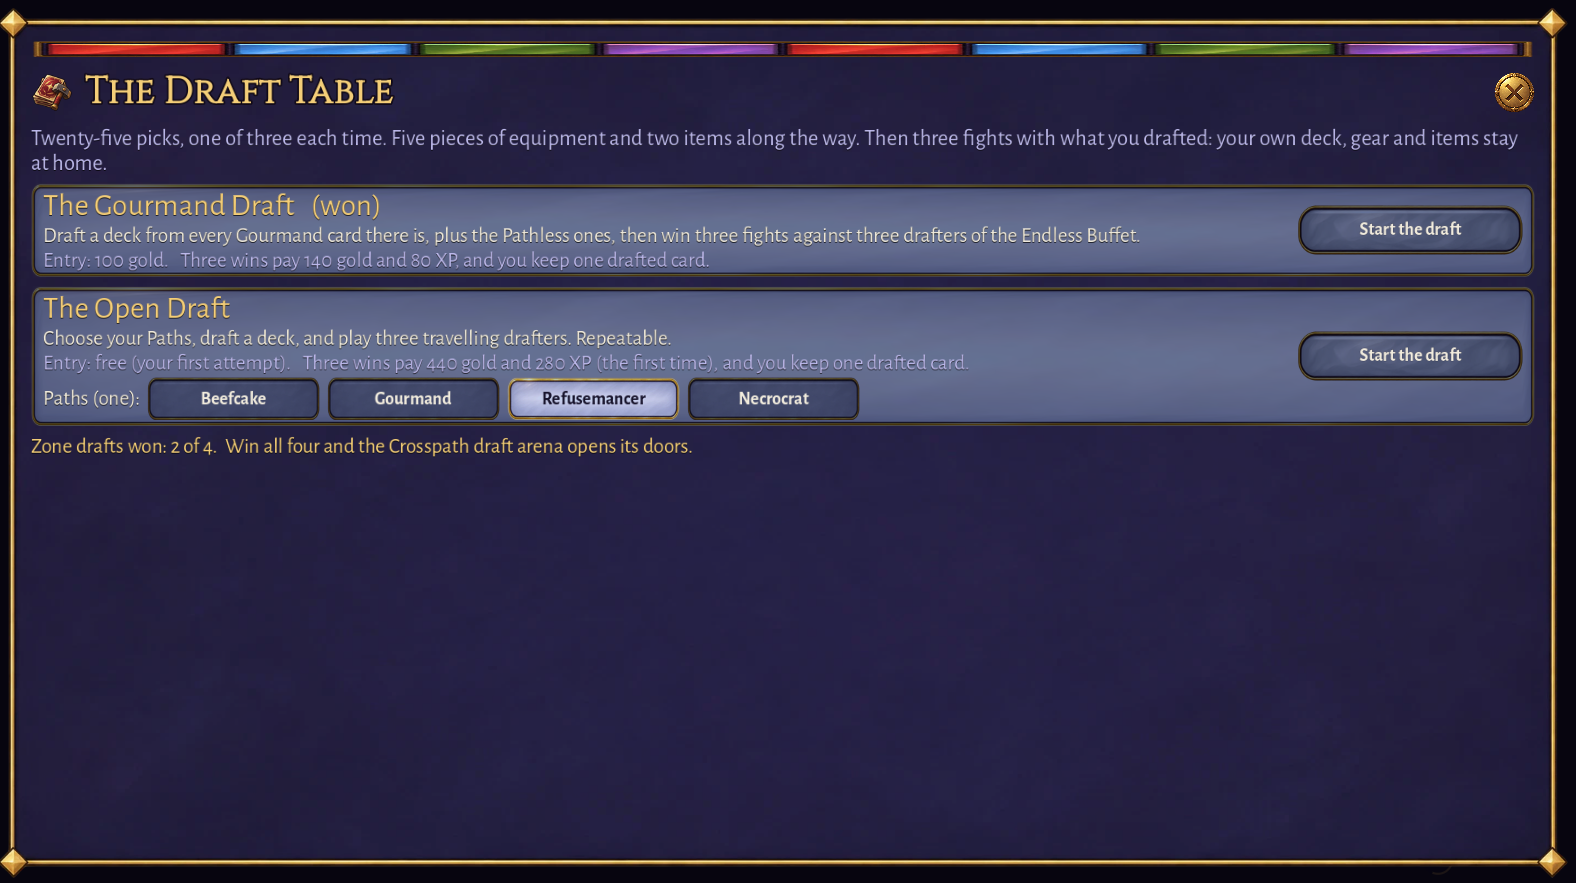 The Draft Table
Twenty-five picks, one of three each time. Five pieces of equipment and two items along the way. Then three fights with what you drafted: your own deck, gear and items stay
at home.
The Gourmand Draft (won)
Draft a deck from every Gourmand card there is, plus the Pathless ones, then win three fights against three drafters of the Endless Buffet.
Entry: 100 gold. Three wins pay 140 gold and 80 XP, and you keep one drafted card.
Start the draft
The Open Draft
Choose your Paths, draft a deck, and play three travelling drafters. Repeatable.
Entry: free (your first attempt). Three wins pay 440 gold and 280 XP (the first time), and you keep one drafted card.
Start the draft
Paths (one): Beefcake Gourmand Refusemancer Necrocrat
Zone drafts won: 2 of 4. Win all four and the Crosspath draft arena opens its doors.